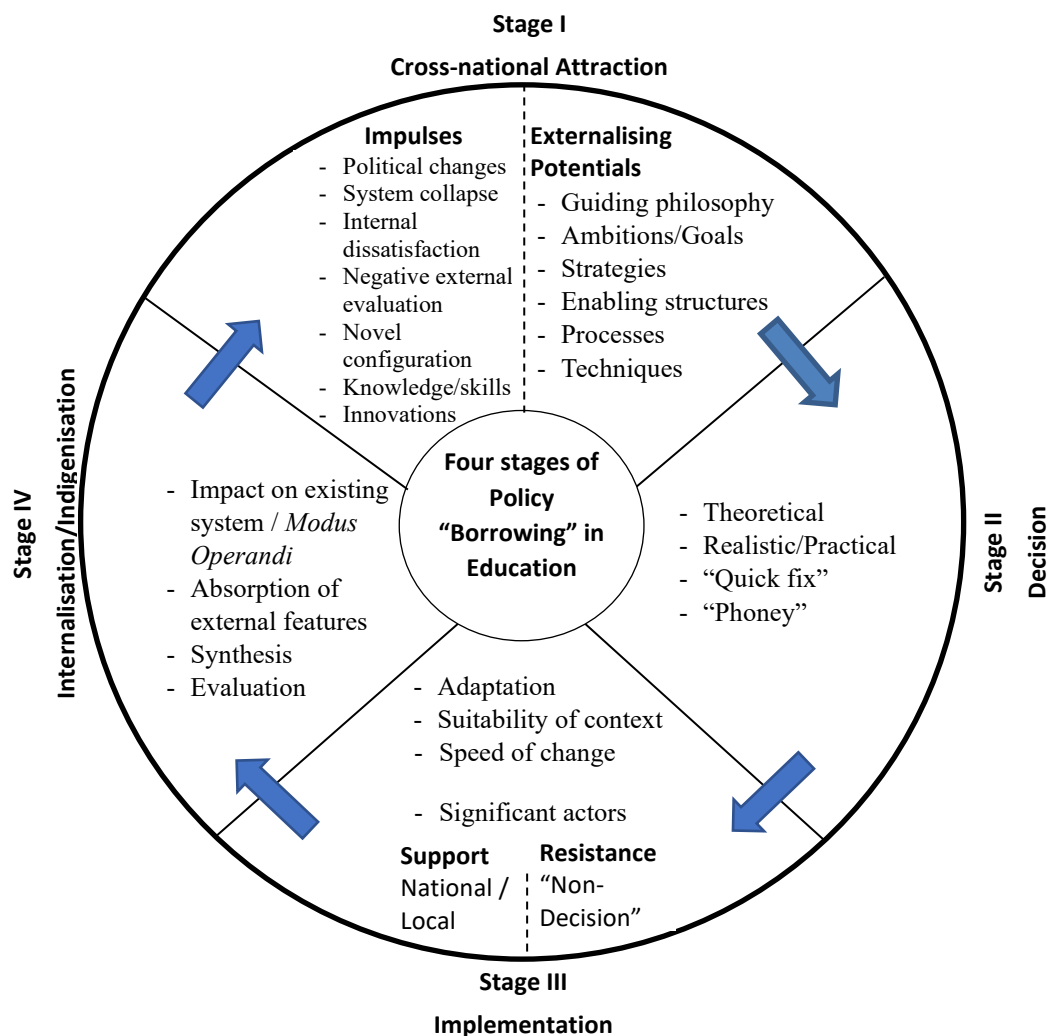 Stage I
Cross-national Attraction
Impulses
- Political changes
- System collapse
- Internal
dissatisfaction
- Negative external
evaluation
- Novel
configuration
- Knowledge/skills
- Innovations
Externalising
Potentials
- Guiding philosophy
- Ambitions/Goals
- Strategies
- Enabling structures
- Processes
- Techniques
Four stages of
Policy
“Borrowing” in
Education
- Theoretical
- Realistic/Practical
- “Quick fix”
- “Phoney”
Stage II
Decision
- Adaptation
- Suitability of context
- Speed of change
- Significant actors
Support
National /
Local
Resistance
“Non-
Decision”
Stage III
Implementation
- Impact on existing
system / Modus
Operandi
- Absorption of
external features
- Synthesis
- Evaluation
Stage IV
Internalisation/Indigenisation